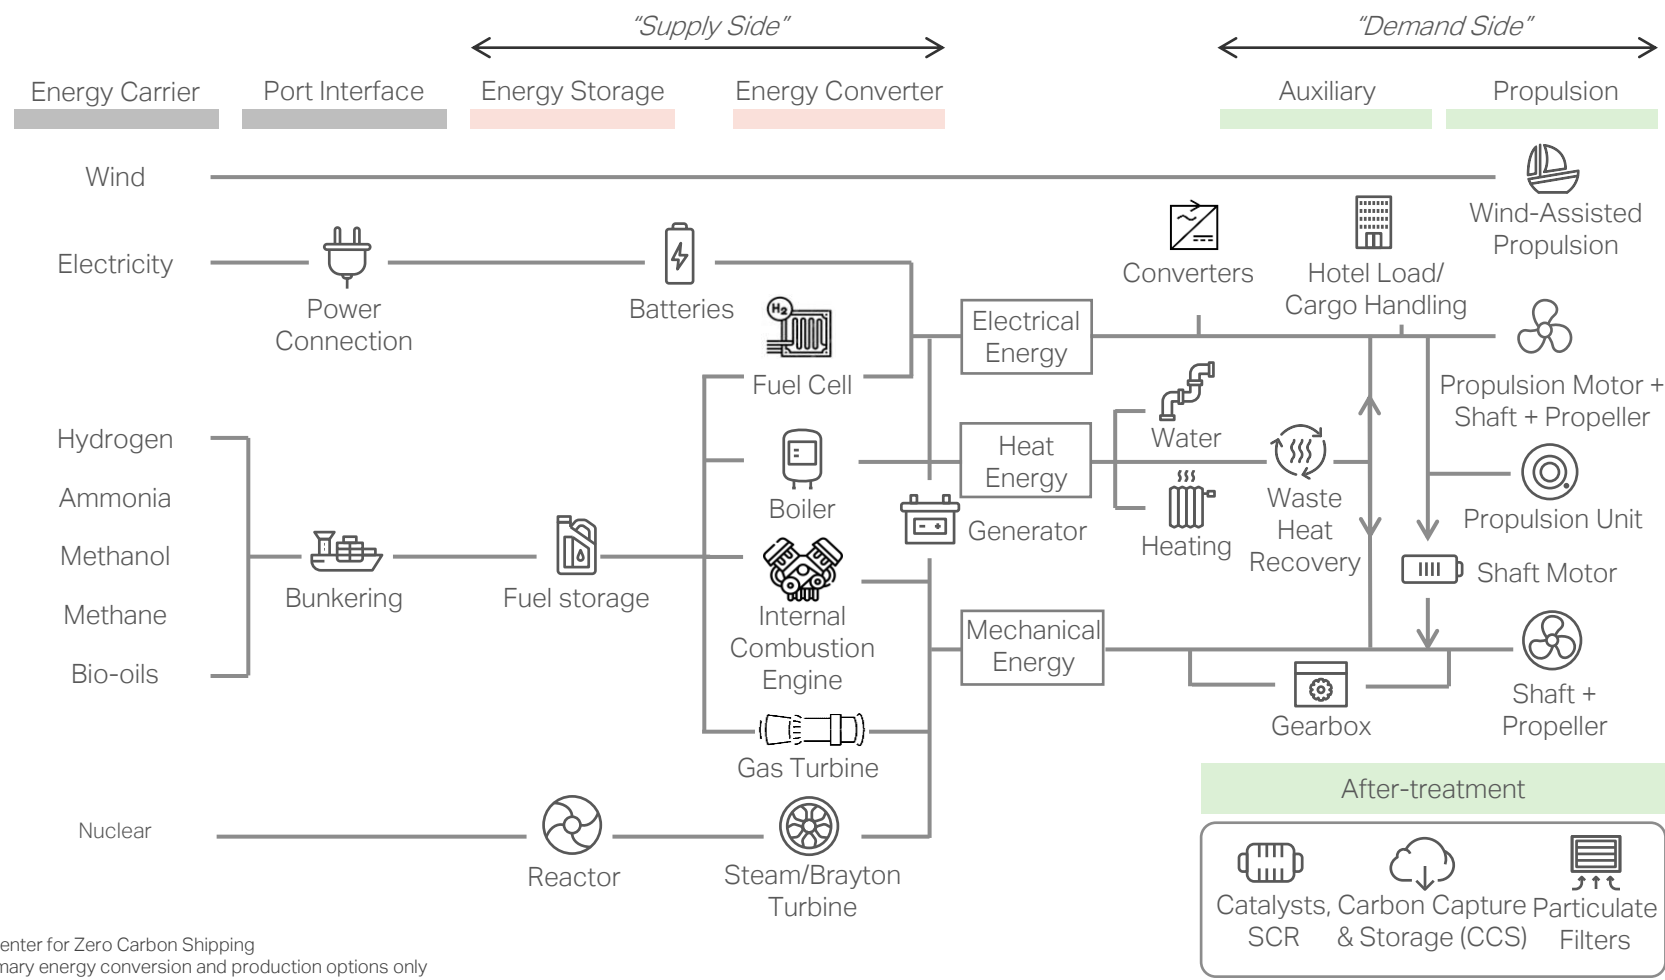 “Supply Side”
“Demand Side”
Energy Carrier
Port Interface
Energy Storage
Energy Converter
Auxiliary
Propulsion
Wind
Wind-Assisted
Propulsion
Electricity
Power
Connection
Batteries
H2
Fuel Cell
Electrical
Energy
Converters
Hotel Load/
Cargo Handling
Propulsion Motor +
Shaft + Propeller
Hydrogen
Ammonia
Methanol
Methane
Bio-oils
Bunkering
Fuel storage
Boiler
Heat
Energy
Generator
Water
Heating
Waste
Heat
Recovery
Propulsion Unit
Shaft Motor
Internal
Combustion
Engine
Mechanical
Energy
Gearbox
Shaft +
Propeller
Gas Turbine
Nuclear
Reactor
Steam/Brayton
Turbine
After-treatment
Catalysts,
SCR
Carbon Capture
& Storage (CCS)
Particulate
Filters
for Zero Carbon Shipping
energy conversion and production options only